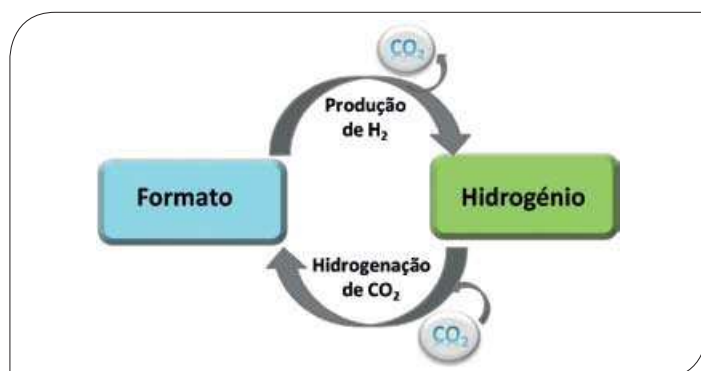 CO₂
Produção
de H₂
Formato
Hidrogénio
Hidrogenação
de CO₂
CO₂